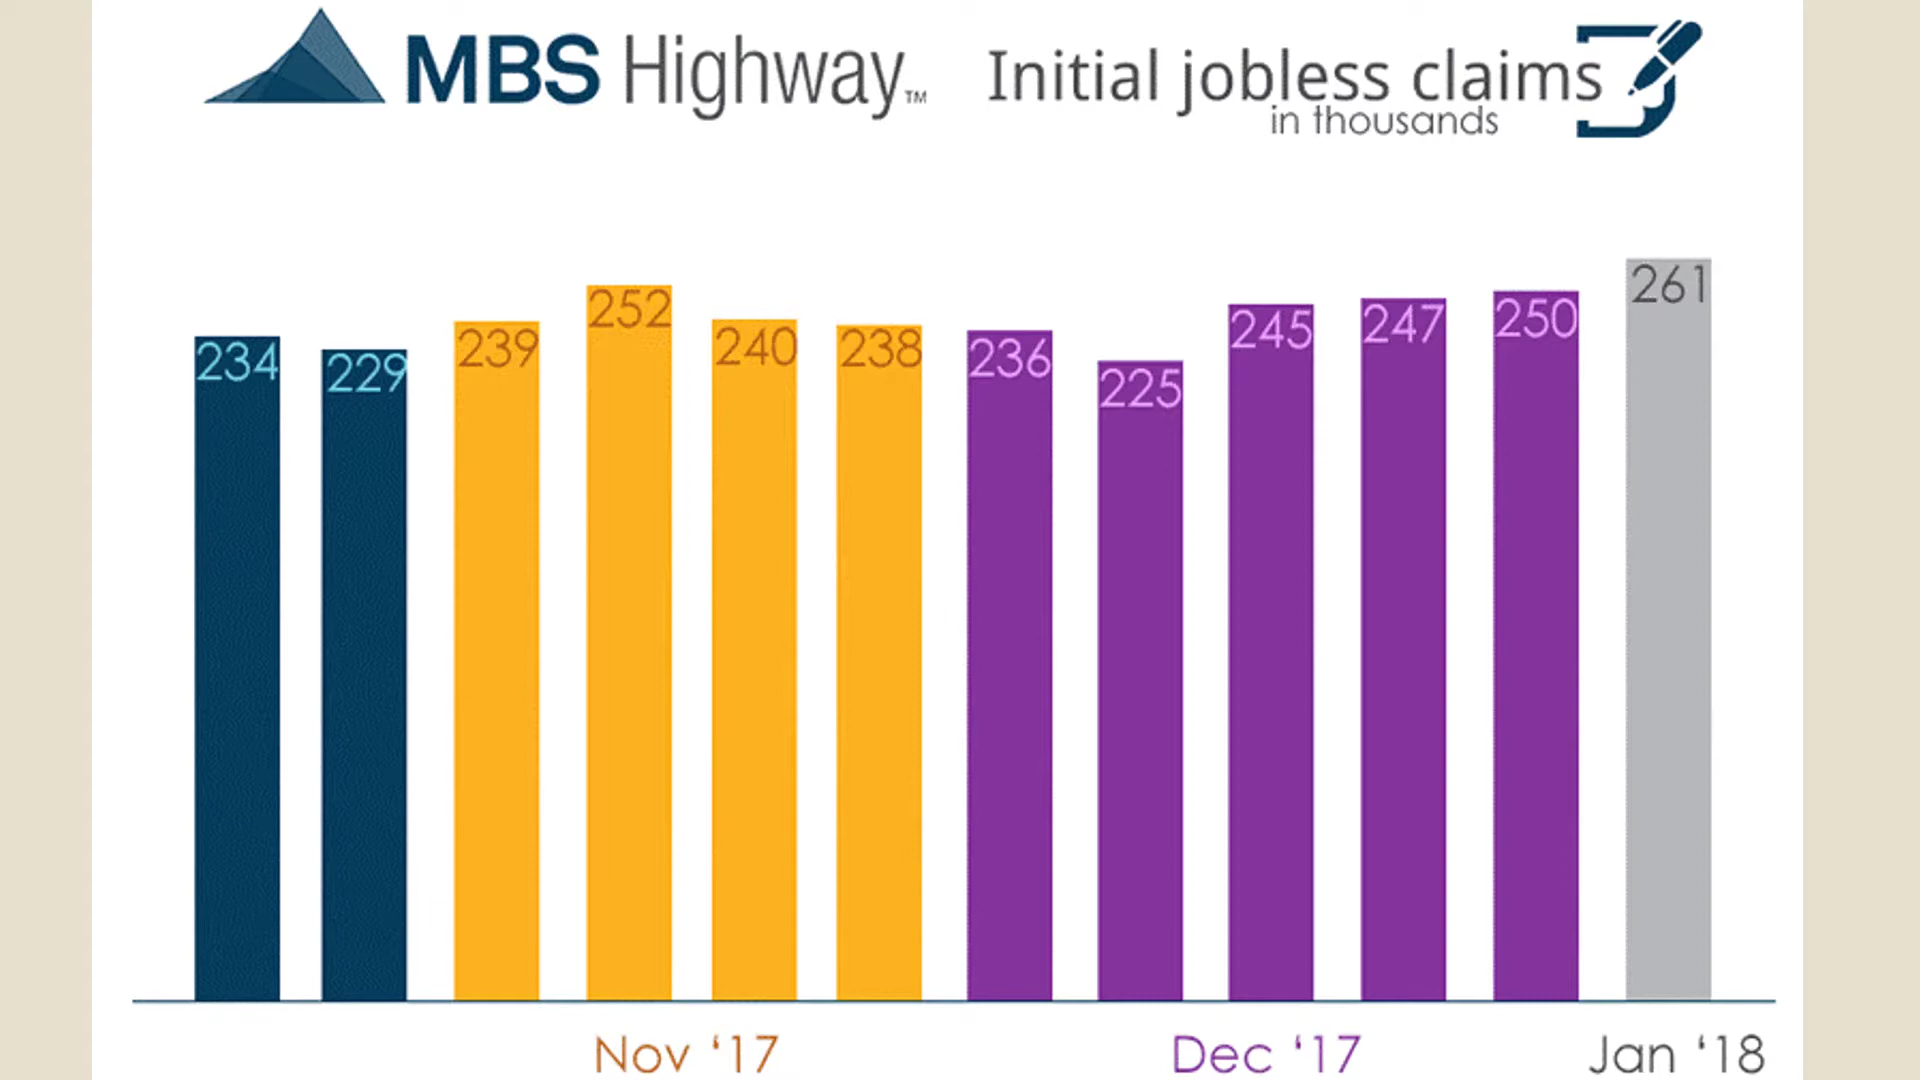 MBS Highway™
Initial jobless claims
in thousands
234
229
239
252
240
238
236
225
245
247
250
261
Nov ‘17
Dec ‘17
Jan ‘18